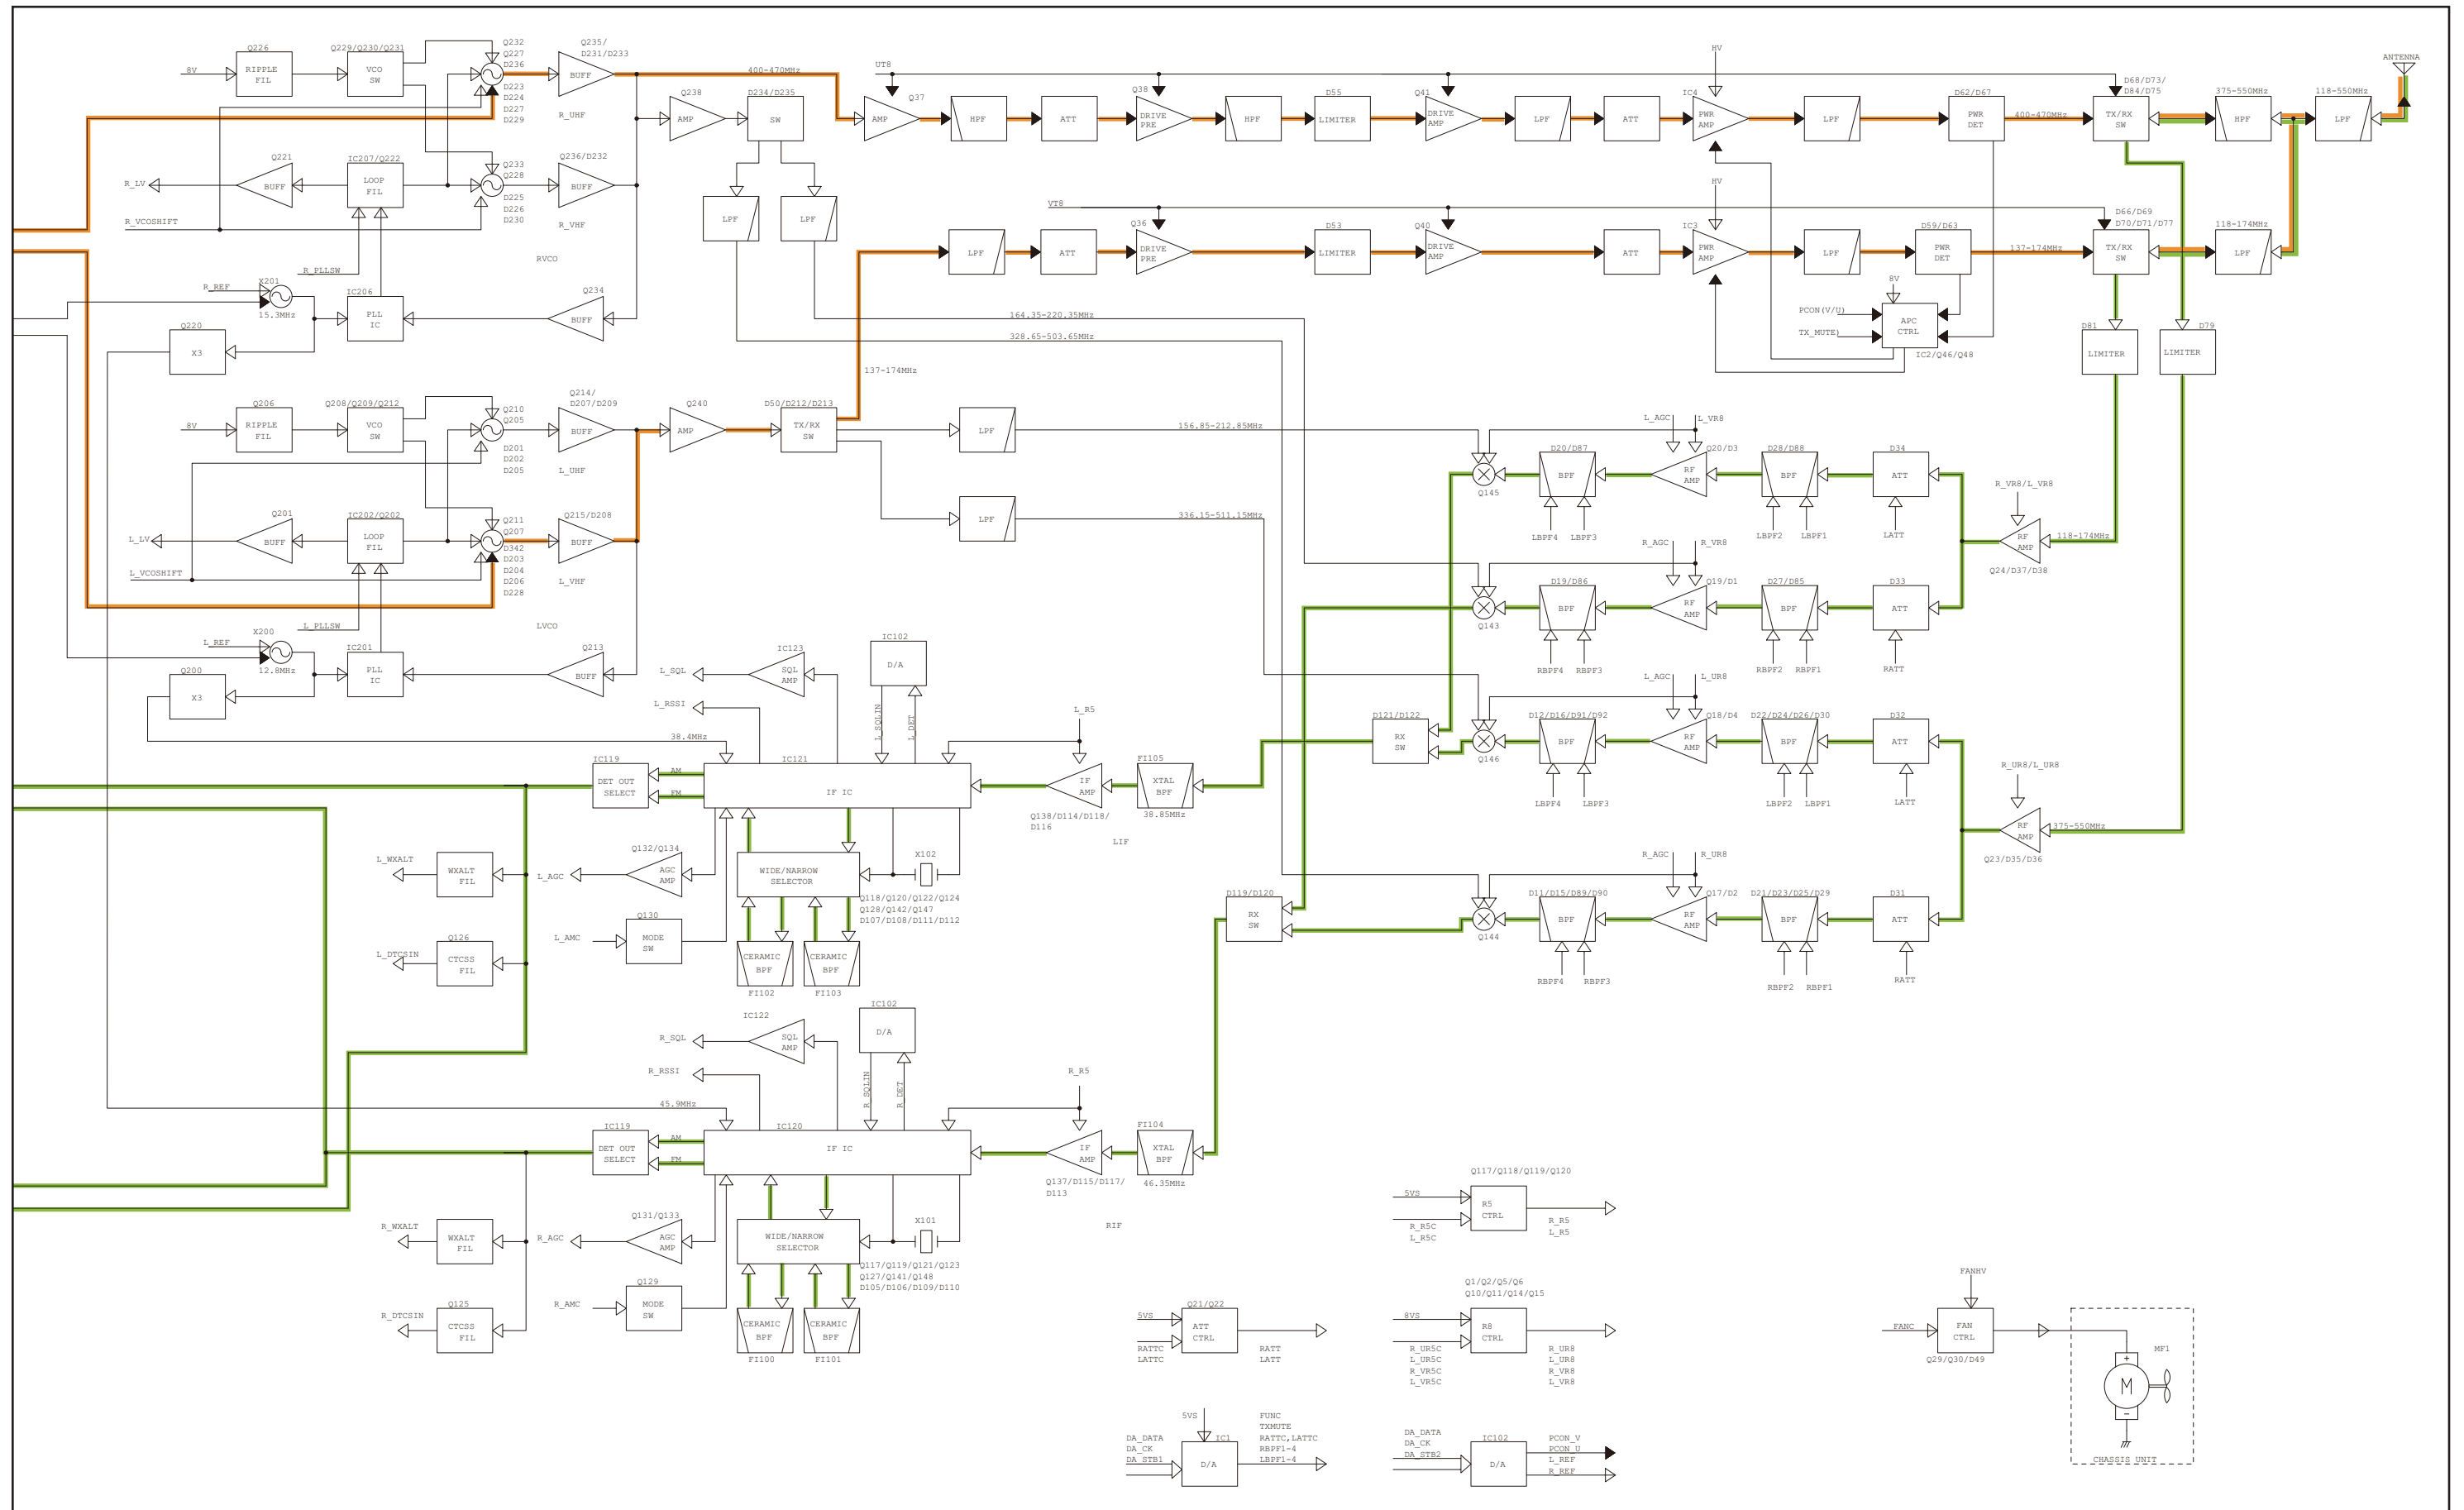 Q226
RIPPLE
FIL
8V
Q229/Q230/Q231
VCO
SW
Q232
Q227
D236
D223
D224
D227
D229
Q235/
D231/D233
BUFF
R_UHF
400-470MHz
Q238
AMP
D234/D235
SW
UT8
Q37
AMP
HPF
ATT
Q38
DRIVE
PRE
HPF
D55
LIMITER
Q41
DRIVE
AMP
LPF
ATT
HV
IC4
PWR
AMP
LPF
D62/D67
PWR
DET
400-470MHz
D68/D73/
D84/D75
TX/RX
SW
375-550MHz
HPF
118-550MHz
LPF
ANTENNA
R_LV
Q221
BUFF
IC207/Q222
LOOP
FIL
Q233
Q228
D225
D226
D230
Q236/D232
BUFF
R_VHF
R_VCOSHIFT
R_PLLSW
RVCO
LPF
LPF
VT8
LPF
ATT
Q36
DRIVE
PRE
D53
LIMITER
Q40
DRIVE
AMP
ATT
HV
IC3
PWR
AMP
LPF
D59/D63
PWR
DET
137-174MHz
D66/D69
D70/D71/D77
TX/RX
SW
118-174MHz
LPF
R_REF
X201
15.3MHz
IC206
PLL
IC
Q234
BUFF
Q220
X3
164.35-220.35MHz
328.65-503.65MHz
137-174MHz
8V
PCON(V/U)
TX_MUTE)
APC
CTRL
IC2/Q46/Q48
D81
LIMITER
D79
LIMITER
Q206
RIPPLE
FIL
8V
Q208/Q209/Q212
VCO
SW
Q210
Q205
D201
D202
D205
Q214/
D207/D209
BUFF
L_UHF
Q240
AMP
D50/D212/D213
TX/RX
SW
LPF
156.85-212.85MHz
LPF
336.15-511.15MHz
L_AGC
L_VR8
Q145
D20/D87
BPF
LBPF4
LBPF3
Q20/D3
RF
AMP
D28/D88
BPF
LBPF2
LBPF1
D34
ATT
LATT
R_VR8/L_VR8
RF
AMP
118-174MHz
Q24/D37/D38
L_LV
Q201
BUFF
IC202/Q202
LOOP
FIL
Q211
Q207
D342
D203
D204
D206
D228
Q215/D208
BUFF
L_VHF
L_VCOSHIFT
L_PLLSW
LVCO
R_AGC
R_VR8
Q143
D19/D86
BPF
RBPF4
RBPF3
Q19/D1
RF
AMP
D27/D85
BPF
RBPF2
RBPF1
D33
ATT
RATT
L_REF
X200
12.8MHz
IC201
PLL
IC
Q213
BUFF
Q200
X3
L_SQL
IC123
SQL
AMP
IC102
D/A
L_RSSI
L_SQLIN
L_DET
L_R5
38.4MHz
L_AGC
L_UR8
D121/D122
RX
SW
Q146
D12/D16/D91/D92
BPF
LBPF4
LBPF3
Q18/D4
RF
AMP
D22/D24/D26/D30
BPF
LBPF2
LBPF1
D32
ATT
LATT
R_UR8/L_UR8
RF
AMP
375-550MHz
Q23/D35/D36
IC119
DET OUT
SELECT
AM
FM
IC121
IF IC
IF
AMP
Q138/D114/D118/
D116
FI105
XTAL
BPF
38.85MHz
LIF
L_WXALT
WXALT
FIL
L_AGC
Q132/Q134
AGC
AMP
WIDE/NARROW
SELECTOR
X102
Q118/Q120/Q122/Q124
Q128/Q142/Q147
D107/D108/D111/D112
L_DTCSIN
Q126
CTCSS
FIL
L_AMC
Q130
MODE
SW
CERAMIC
BPF
FI102
CERAMIC
BPF
FI103
D119/D120
RX
SW
R_AGC
R_UR8
Q144
D11/D15/D89/D90
BPF
RBPF4
RBPF3
Q17/D2
RF
AMP
D21/D23/D25/D29
BPF
RBPF2
RBPF1
D31
ATT
RATT
R_SQL
IC122
SQL
AMP
IC102
D/A
R_RSSI
R_SQLIN
R_DET
R_R5
45.9MHz
IC119
DET OUT
SELECT
AM
FM
IC120
IF IC
IF
AMP
Q137/D115/D117/
D113
FI104
XTAL
BPF
46.35MHz
RIF
R_WXALT
WXALT
FIL
R_AGC
Q131/Q133
AGC
AMP
WIDE/NARROW
SELECTOR
X101
Q117/Q119/Q121/Q123
Q127/Q141/Q148
D105/D106/D109/D110
R_DTCSIN
Q125
CTCSS
FIL
R_AMC
Q129
MODE
SW
CERAMIC
BPF
FI100
CERAMIC
BPF
FI101
Q117/Q118/Q119/Q120
5VS
R5
CTRL
R_R5C
L_R5C
R_R5
L_R5
Q21/Q22
5VS
ATT
CTRL
RATTC
LATTC
RATT
LATT
Q1/Q2/Q5/Q6
Q10/Q11/Q14/Q15
8VS
R8
CTRL
R_UR5C
L_UR5C
R_VR5C
L_VR5C
R_UR8
L_UR8
R_VR8
L_VR8
FANHV
FANC
FAN
CTRL
Q29/Q30/D49
MF1
+
M
−
CHASSIS UNIT
5VS
IC1
DA_DATA
DA_CK
DA_STB1
D/A
FUNC
TXMUTE
RATTC,LATTC
RBPF1-4
LBPF1-4
IC102
DA_DATA
DA_CK
DA_STB2
D/A
PCON_V
PCON_U
L_REF
R_REF